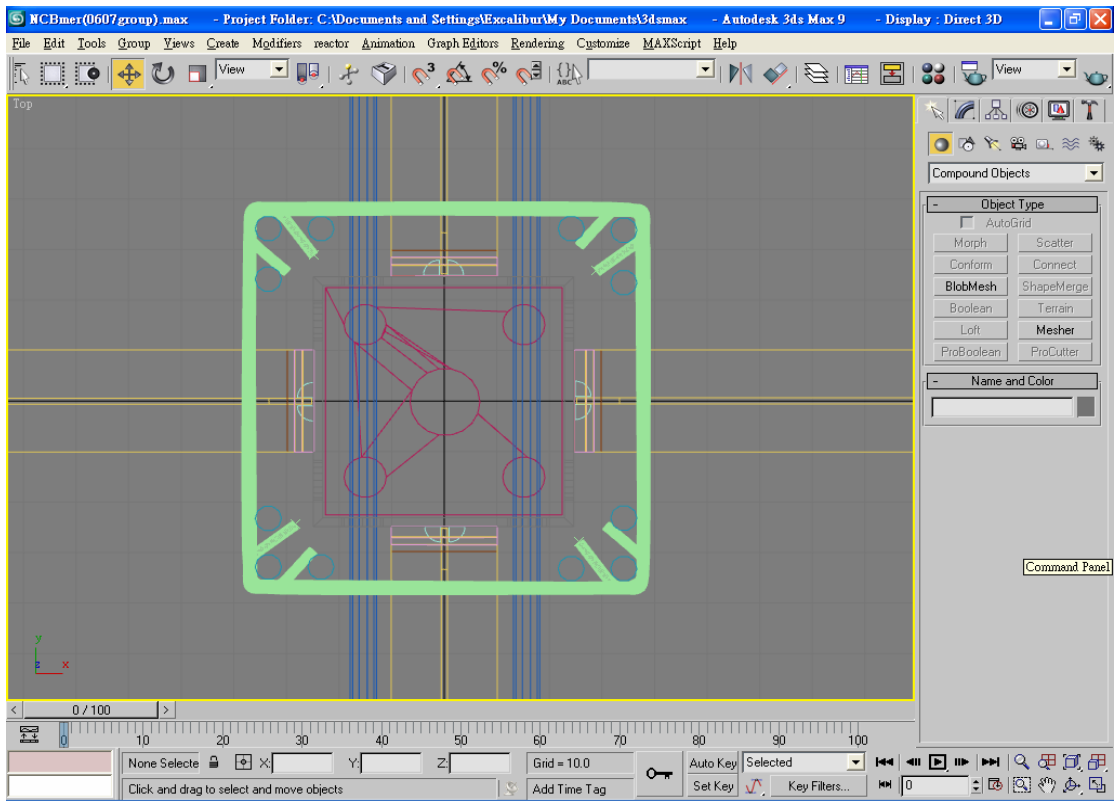 NCBmer(0607group).max - Project Folder: C:\Documents and Settings\Excalibur\My Documents\3dsmax - Autodesk 3ds Max 9 - Display : Direct 3D
File Edit Tools Group Views Create Modifiers reactor Animation Graph Editors Rendering Customize MAXScript Help
View 3 % ABC View
Top
Compound Objects
- Object Type
AutoGrid
Morph Scatter
Conform Connect
BlobMesh ShapeMerge
Boolean Terrain
Loft Mesher
ProBoolean ProCutter
- Name and Color
Command Panel
y
z x
< 0 / 100 >
0 10 20 30 40 50 60 70 80 90 100
None Selecte X: Y: Z: Grid = 10.0 Auto Key Selected
Click and drag to select and move objects Add Time Tag Set Key Key Filters... 0